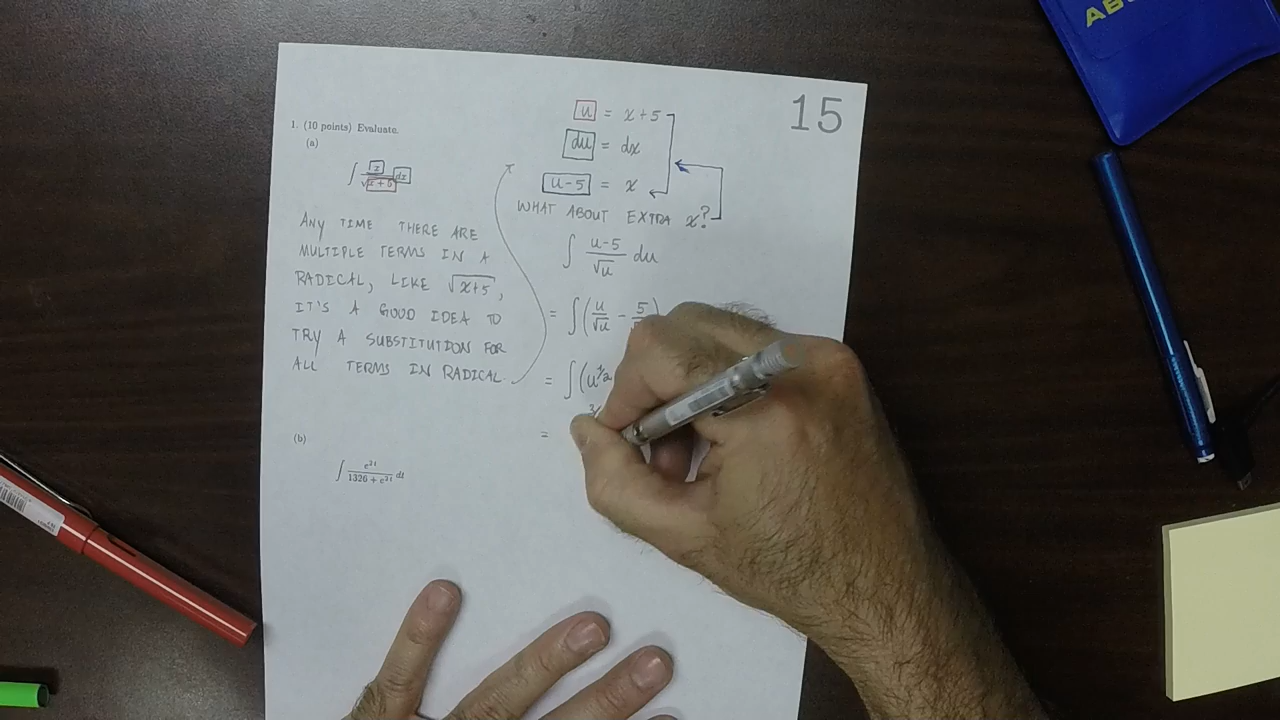 15
1. (10 points) Evaluate.
(a)
∫ x/√(x + 5) dx
ANY TIME THERE ARE
MULTIPLE TERMS IN A
RADICAL, LIKE √(x+5),
IT'S A GOOD IDEA TO
TRY A SUBSTITUTION FOR
ALL TERMS IN RADICAL.
u = x+5
du = dx
u-5 = x
WHAT ABOUT EXTRA x?
∫ (u-5)/√u du
= ∫(u/√u - 5
= ∫(u^1/2
=
(b)
∫ e^2t/(1326 + e^2t) dt
AB